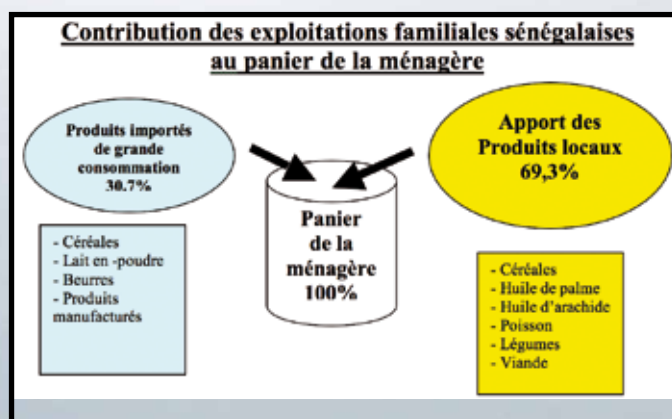 Contribution des exploitations familiales sénégalaises
au panier de la ménagère
Produits importés
de grande
consommation
30.7%
Apport des
Produits locaux
69,3%
Panier
de la
ménagère
100%
- Céréales
- Lait en -poudre
- Beurres
- Produits
manufacturés
- Céréales
- Huile de palme
- Huile d'arachide
- Poisson
- Légumes
- Viande